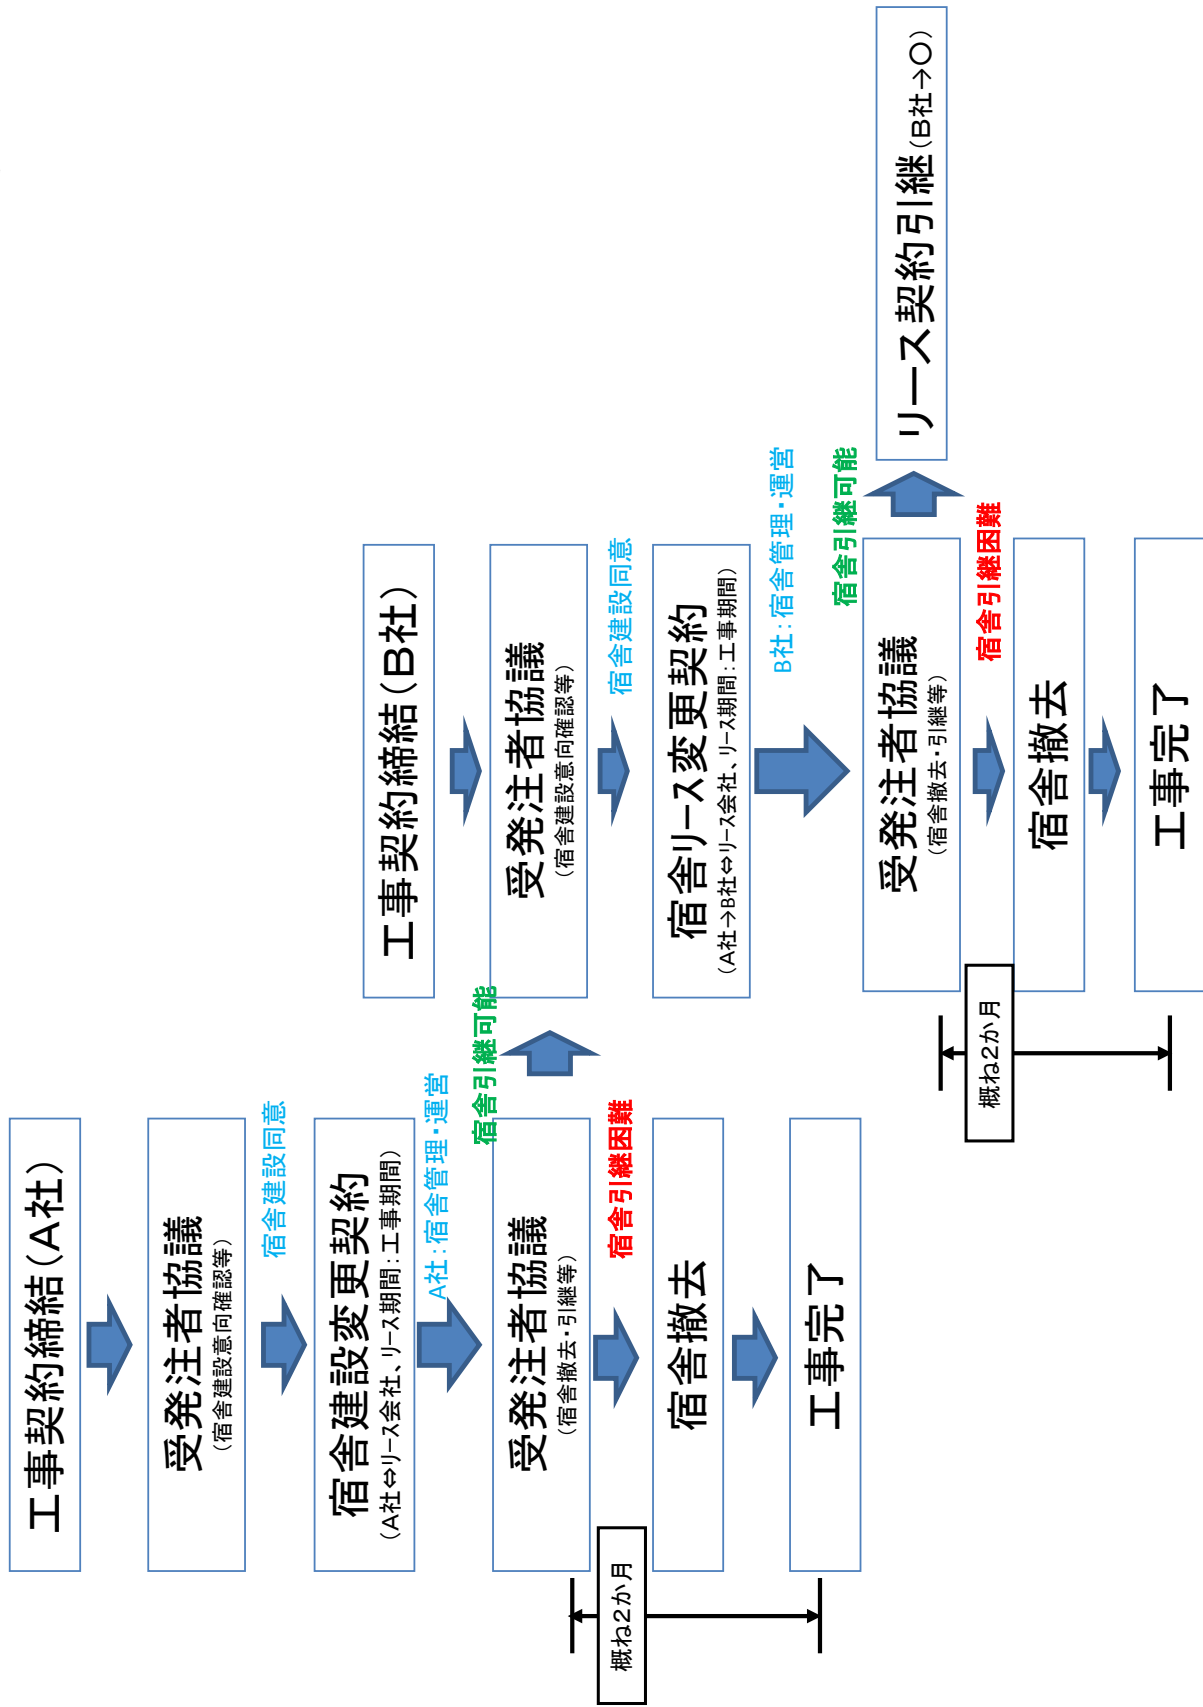 工事契約締結(A社)
受発注者協議
(宿舎建設意向確認等)
宿舎建設同意
宿舎建設変更契約
(A社⇔リース会社、リース期間:工事期間)
A社:宿舎管理・運営
受発注者協議
(宿舎撤去・引継等)
宿舎引継可能
宿舎引継困難
宿舎撤去
工事完了
概ね2か月
工事契約締結(B社)
受発注者協議
(宿舎建設意向確認等)
宿舎建設同意
宿舎リース変更契約
(A社→B社⇔リース会社、リース期間:工事期間)
B社:宿舎管理・運営
受発注者協議
(宿舎撤去・引継等)
宿舎引継可能
宿舎引継困難
宿舎撤去
工事完了
概ね2か月
リース契約引継(B社→〇)